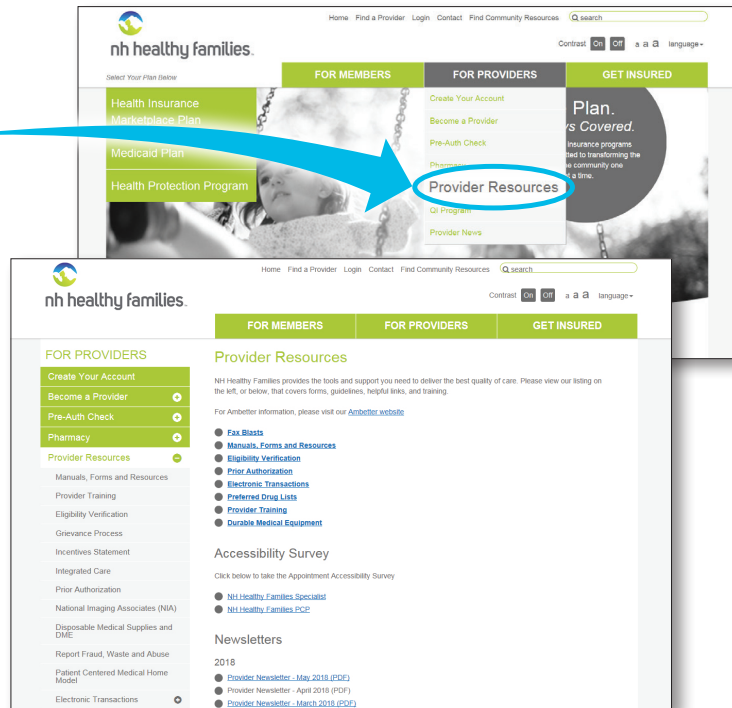 Home Find a Provider Login Contact Find Community Resources search
nh healthy families.
Contrast On Off a a a language
Select Your Plan Below
FOR MEMBERS FOR PROVIDERS GET INSURED
Health Insurance
Marketplace Plan
Medicaid Plan
Health Protection Program
Create Your Account
Become a Provider
Pre-Auth Check
Pharmacy
Provider Resources
QI Program
Provider News
Plan.
s Covered.
insurance programs
ted to transforming the
community one
at a time.
Home Find a Provider Login Contact Find Community Resources search
nh healthy families.
Contrast On Off a a a language
FOR MEMBERS FOR PROVIDERS GET INSURED
FOR PROVIDERS
Create Your Account
Become a Provider
Pre-Auth Check
Pharmacy
Provider Resources
Manuals, Forms and Resources
Provider Training
Eligibility Verification
Grievance Process
Incentives Statement
Integrated Care
Prior Authorization
National Imaging Associates (NIA)
Disposable Medical Supplies and
DME
Report Fraud, Waste and Abuse
Patient Centered Medical Home
Model
Electronic Transactions
Provider Resources
NH Healthy Families provides the tools and support you need to deliver the best quality of care. Please view our listing on
the left, or below, that covers forms, guidelines, helpful links, and training.
For Ambetter information, please visit our Ambetter website
Fax Blasts
Manuals, Forms and Resources
Eligibility Verification
Prior Authorization
Electronic Transactions
Preferred Drug Lists
Provider Training
Durable Medical Equipment
Accessibility Survey
Click below to take the Appointment Accessibility Survey
NH Healthy Families Specialist
NH Healthy Families PCP
Newsletters
2018
Provider Newsletter - May 2018 (PDF)
Provider Newsletter - April 2018 (PDF)
Provider Newsletter - March 2018 (PDF)